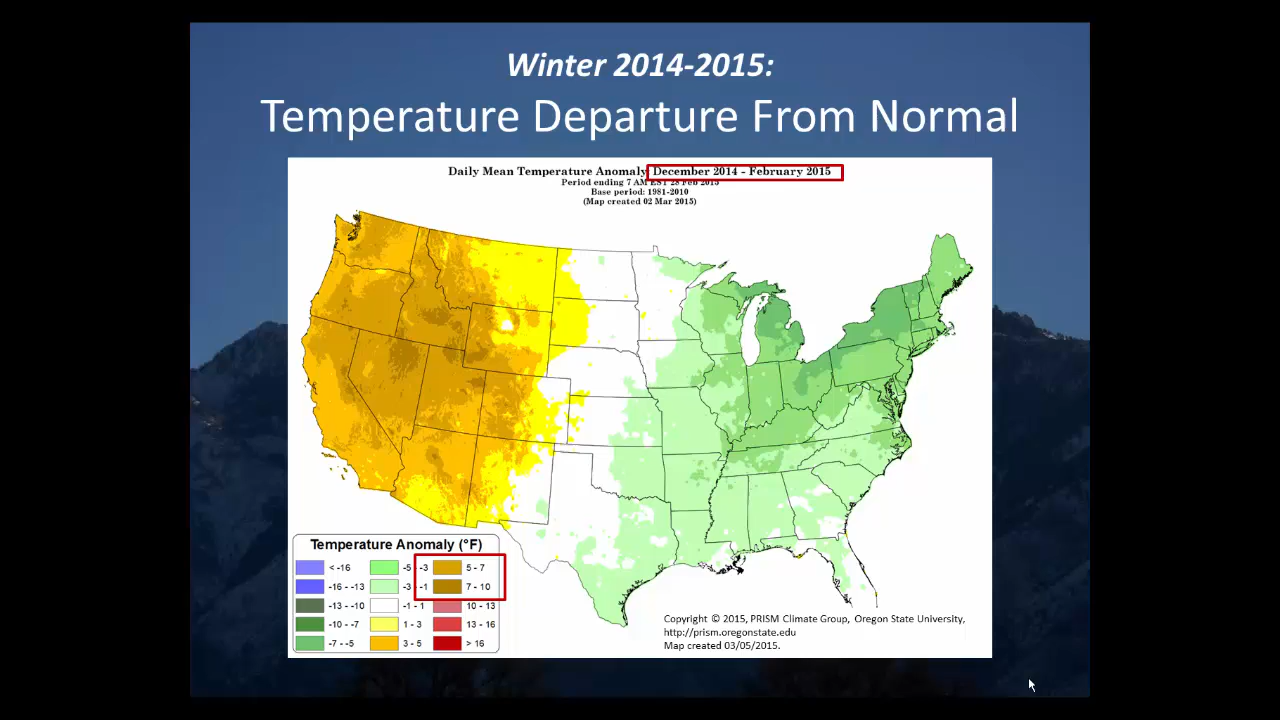 Winter 2014-2015:
Temperature Departure From Normal
Daily Mean Temperature Anomaly December 2014 - February 2015
Period ending 7 AM EST 28 Feb 2015
Base period: 1981-2010
(Map created 02 Mar 2015)
Temperature Anomaly (°F)
< -16 -5 - -3 5 - 7
-16 - -13 -3 - -1 7 - 10
-13 - -10 -1 - 1 10 - 13
-10 - -7 1 - 3 13 - 16
-7 - -5 3 - 5 > 16
Copyright © 2015, PRISM Climate Group, Oregon State University,
http://prism.oregonstate.edu
Map created 03/05/2015.